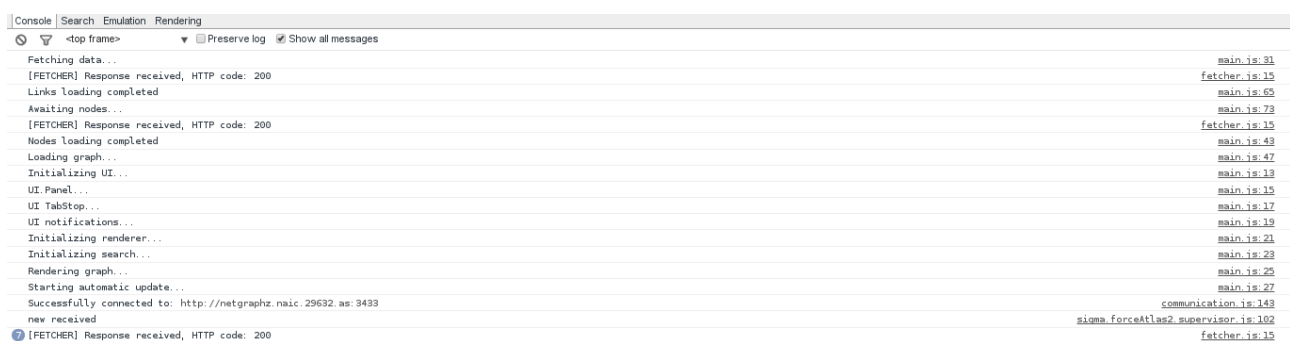 Console Search Emulation Rendering
<top frame> Preserve log Show all messages
Fetching data... main.js:31
[FETCHER] Response received, HTTP code: 200 fetcher.js:15
Links loading completed main.js:65
Awaiting nodes... main.js:73
[FETCHER] Response received, HTTP code: 200 fetcher.js:15
Nodes loading completed main.js:43
Loading graph... main.js:47
Initializing UI... main.js:13
UI.Panel... main.js:15
UI TabStop... main.js:17
UI notifications... main.js:19
Initializing renderer... main.js:21
Initializing search... main.js:23
Rendering graph... main.js:25
Starting automatic update... main.js:27
Successfully connected to: http://netgraphz.naic.29632.as:3433 communication.js:143
new received sigma.forceAtlas2.supervisor.js:102
7 [FETCHER] Response received, HTTP code: 200 fetcher.js:15